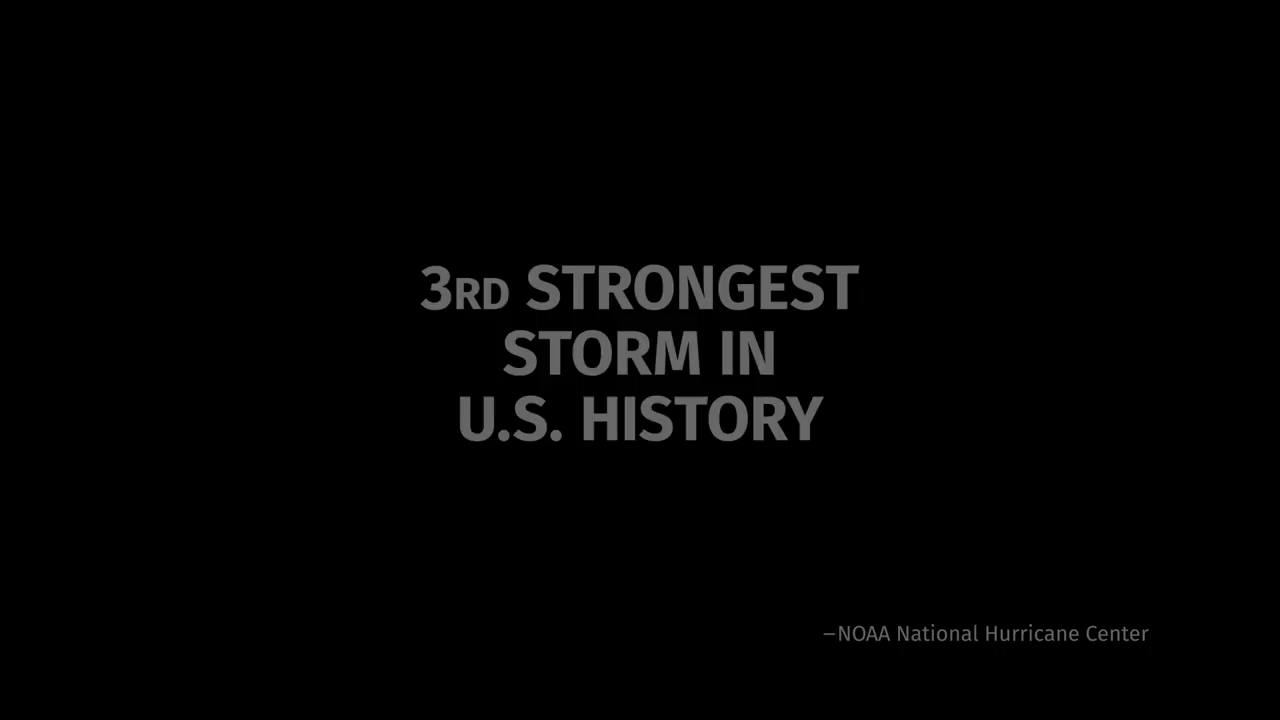 3RD STRONGEST
STORM IN
U.S. HISTORY
–NOAA National Hurricane Center